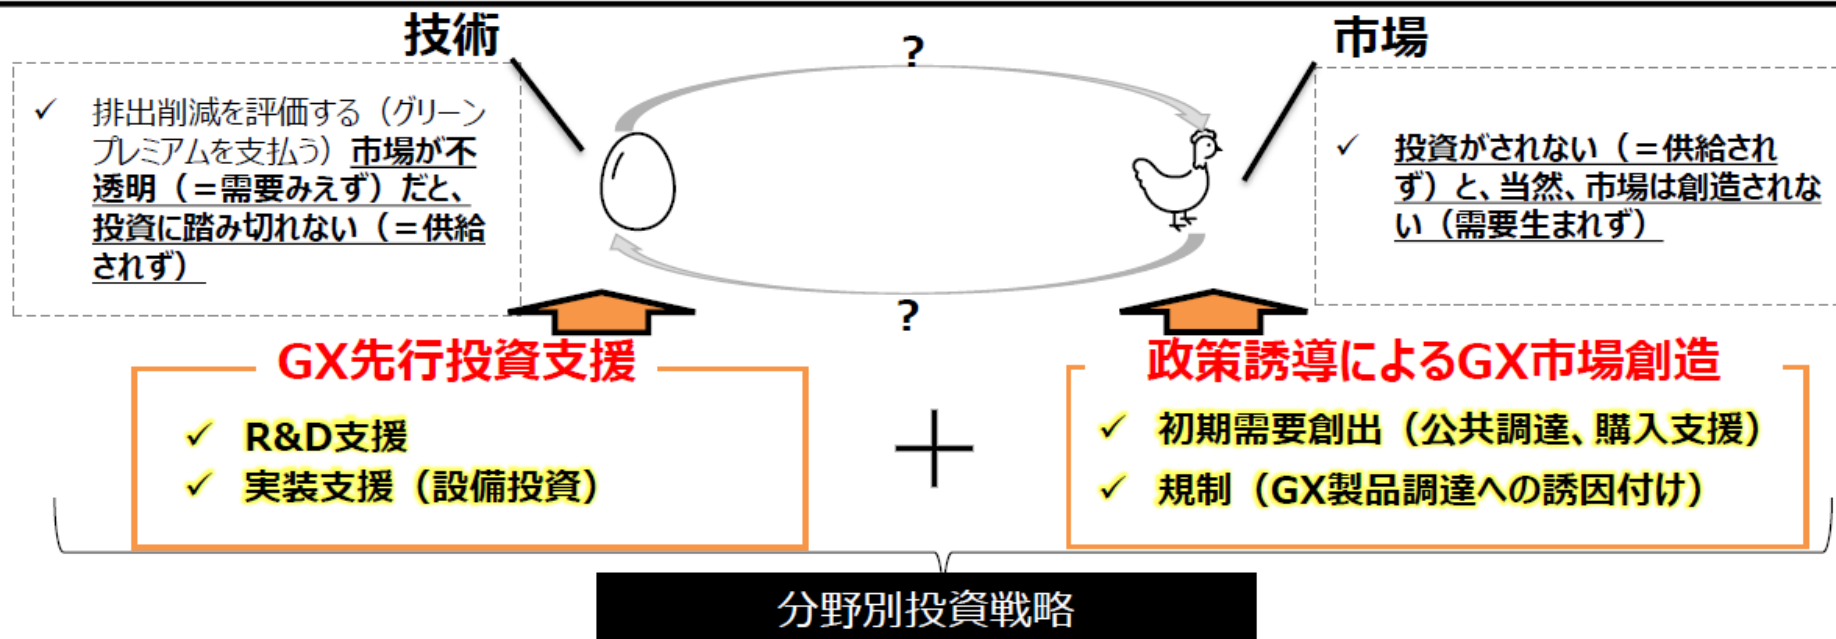 技術
?
市場
✓ 排出削減を評価する（グリーン
プレミアムを支払う）市場が不
透明（＝需要みえず）だと、
投資に踏み切れない（＝供給
されず）
✓ 投資がされない（＝供給され
ず）と、当然、市場は創造されな
い（需要生まれず）
?
GX先行投資支援
✓ R&D支援
✓ 実装支援（設備投資）
＋
政策誘導によるGX市場創造
✓ 初期需要創出（公共調達、購入支援）
✓ 規制（GX製品調達への誘因付け）
分野別投資戦略